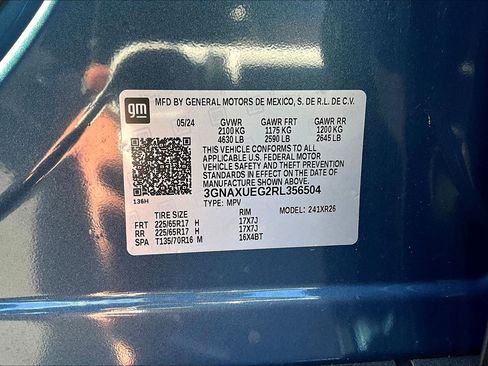 gm
MFD BY GENERAL MOTORS DE MEXICO, S. DE R.L. DE C.V.
05/24 GVWR GAWR FRT GAWR RR
2100 KG 1175 KG 1200 KG
4630 LB 2590 LB 2645 LB
THIS VEHICLE CONFORMS TO ALL
APPLICABLE U.S. FEDERAL MOTOR
VEHICLE SAFETY AND THEFT PREVENTION
STANDARDS IN EFFECT ON THE DATE OF
MANUFACTURE SHOWN ABOVE.
3GNAXUEG2RL356504
136H TYPE: MPV MODEL: 241XR26
TIRE SIZE RIM
FRT 225/65R17 H 17X7J
RR 225/65R17 H 17X7J
SPA T135/70R16 M 16X4BT